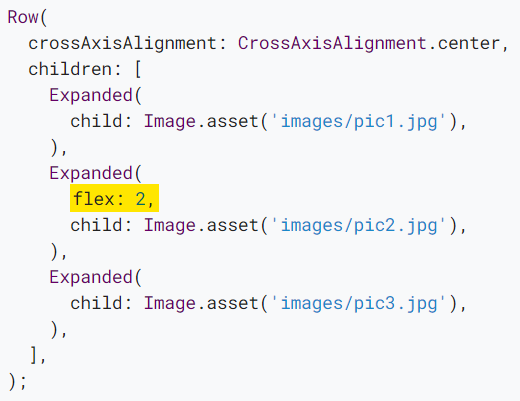 Row(
  crossAxisAlignment: CrossAxisAlignment.center,
  children: [
    Expanded(
      child: Image.asset('images/pic1.jpg'),
    ),
    Expanded(
      flex: 2,
      child: Image.asset('images/pic2.jpg'),
    ),
    Expanded(
      child: Image.asset('images/pic3.jpg'),
    ),
  ],
);